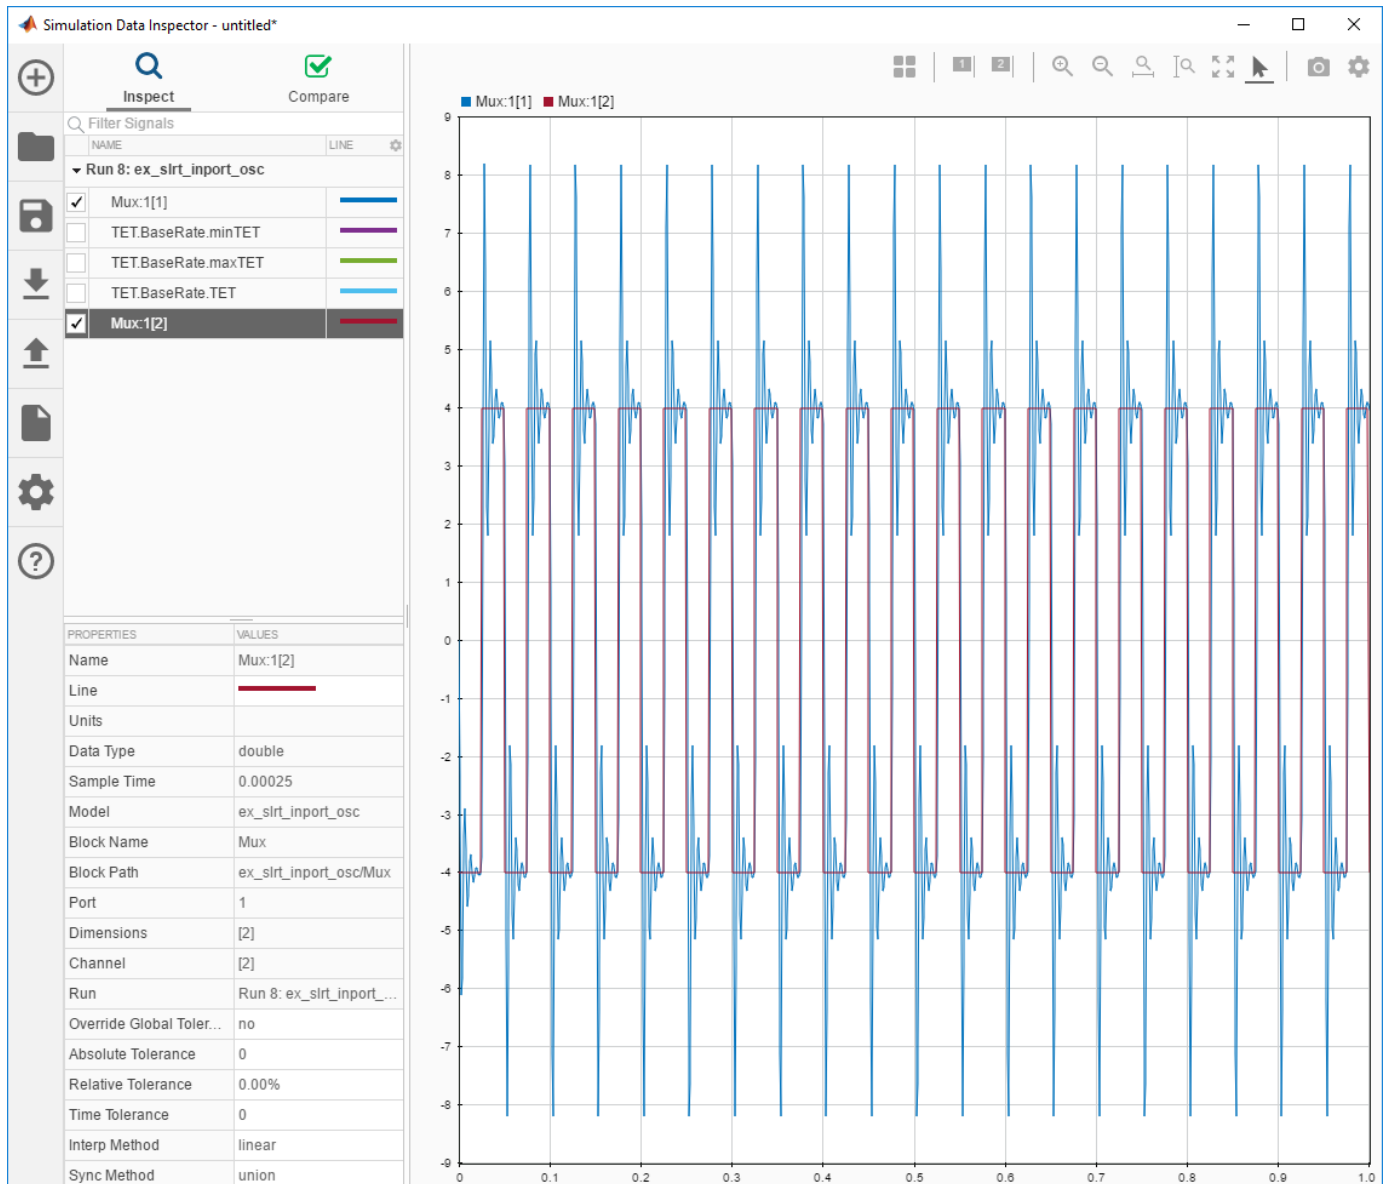 Simulation Data Inspector - untitled*
Inspect
Compare
Filter Signals
NAME LINE
Run 8: ex_slrt_inport_osc
Mux:1[1]
TET.BaseRate.minTET
TET.BaseRate.maxTET
TET.BaseRate.TET
Mux:1[2]
PROPERTIES VALUES
Name Mux:1[2]
Line
Units
Data Type double
Sample Time 0.00025
Model ex_slrt_inport_osc
Block Name Mux
Block Path ex_slrt_inport_osc/Mux
Port 1
Dimensions [2]
Channel [2]
Run Run 8: ex_slrt_inport_...
Override Global Toler... no
Absolute Tolerance 0
Relative Tolerance 0.00%
Time Tolerance 0
Interp Method linear
Sync Method union
1 2
Mux:1[1] Mux:1[2]
9
8
7
6
5
4
3
2
1
0
-1
-2
-3
-4
-5
-6
-7
-8
-9
0 0.1 0.2 0.3 0.4 0.5 0.6 0.7 0.8 0.9 1.0